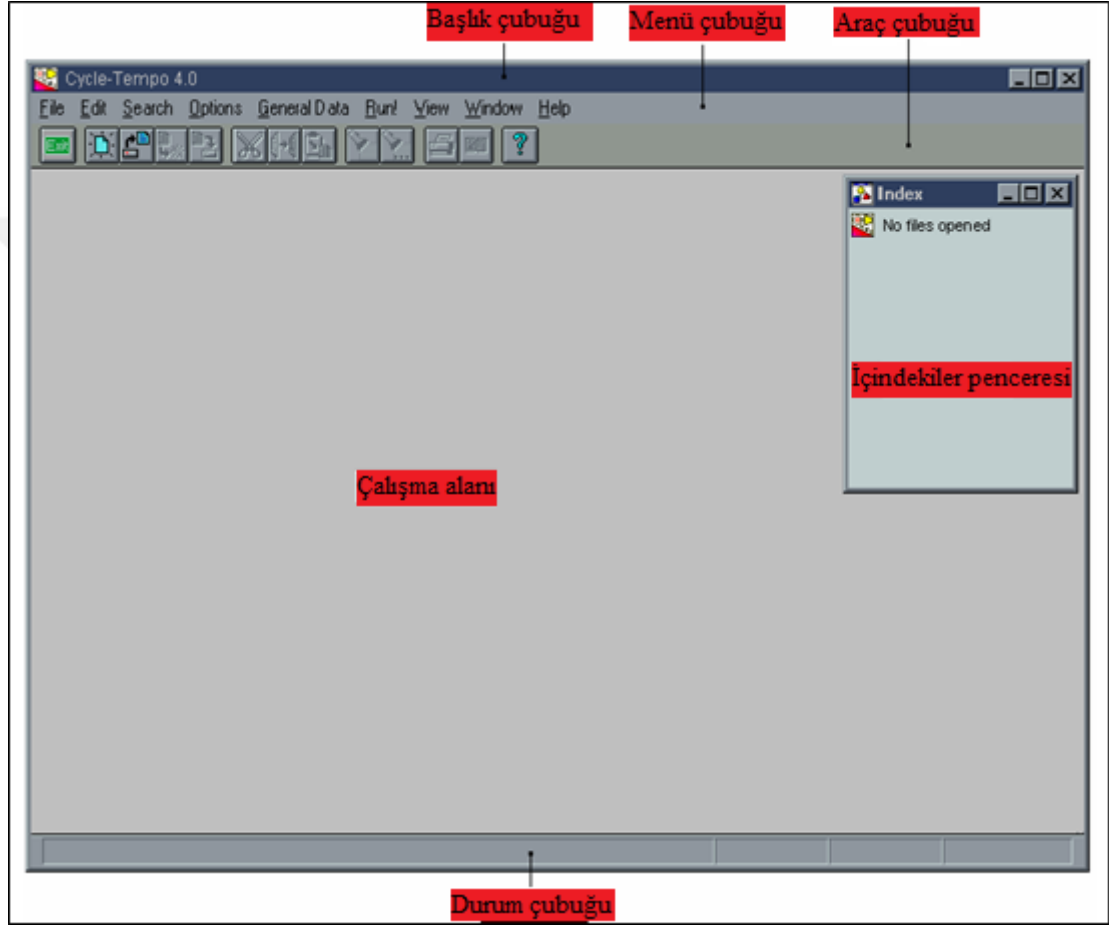 Başlık çubuğu
Menü çubuğu
Araç çubuğu
Cycle-Tempo 4.0
File Edit Search Options General Data Run! View Window Help
Exit
?
Index
No files opened
İçindekiler penceresi
Çalışma alanı
Durum çubuğu